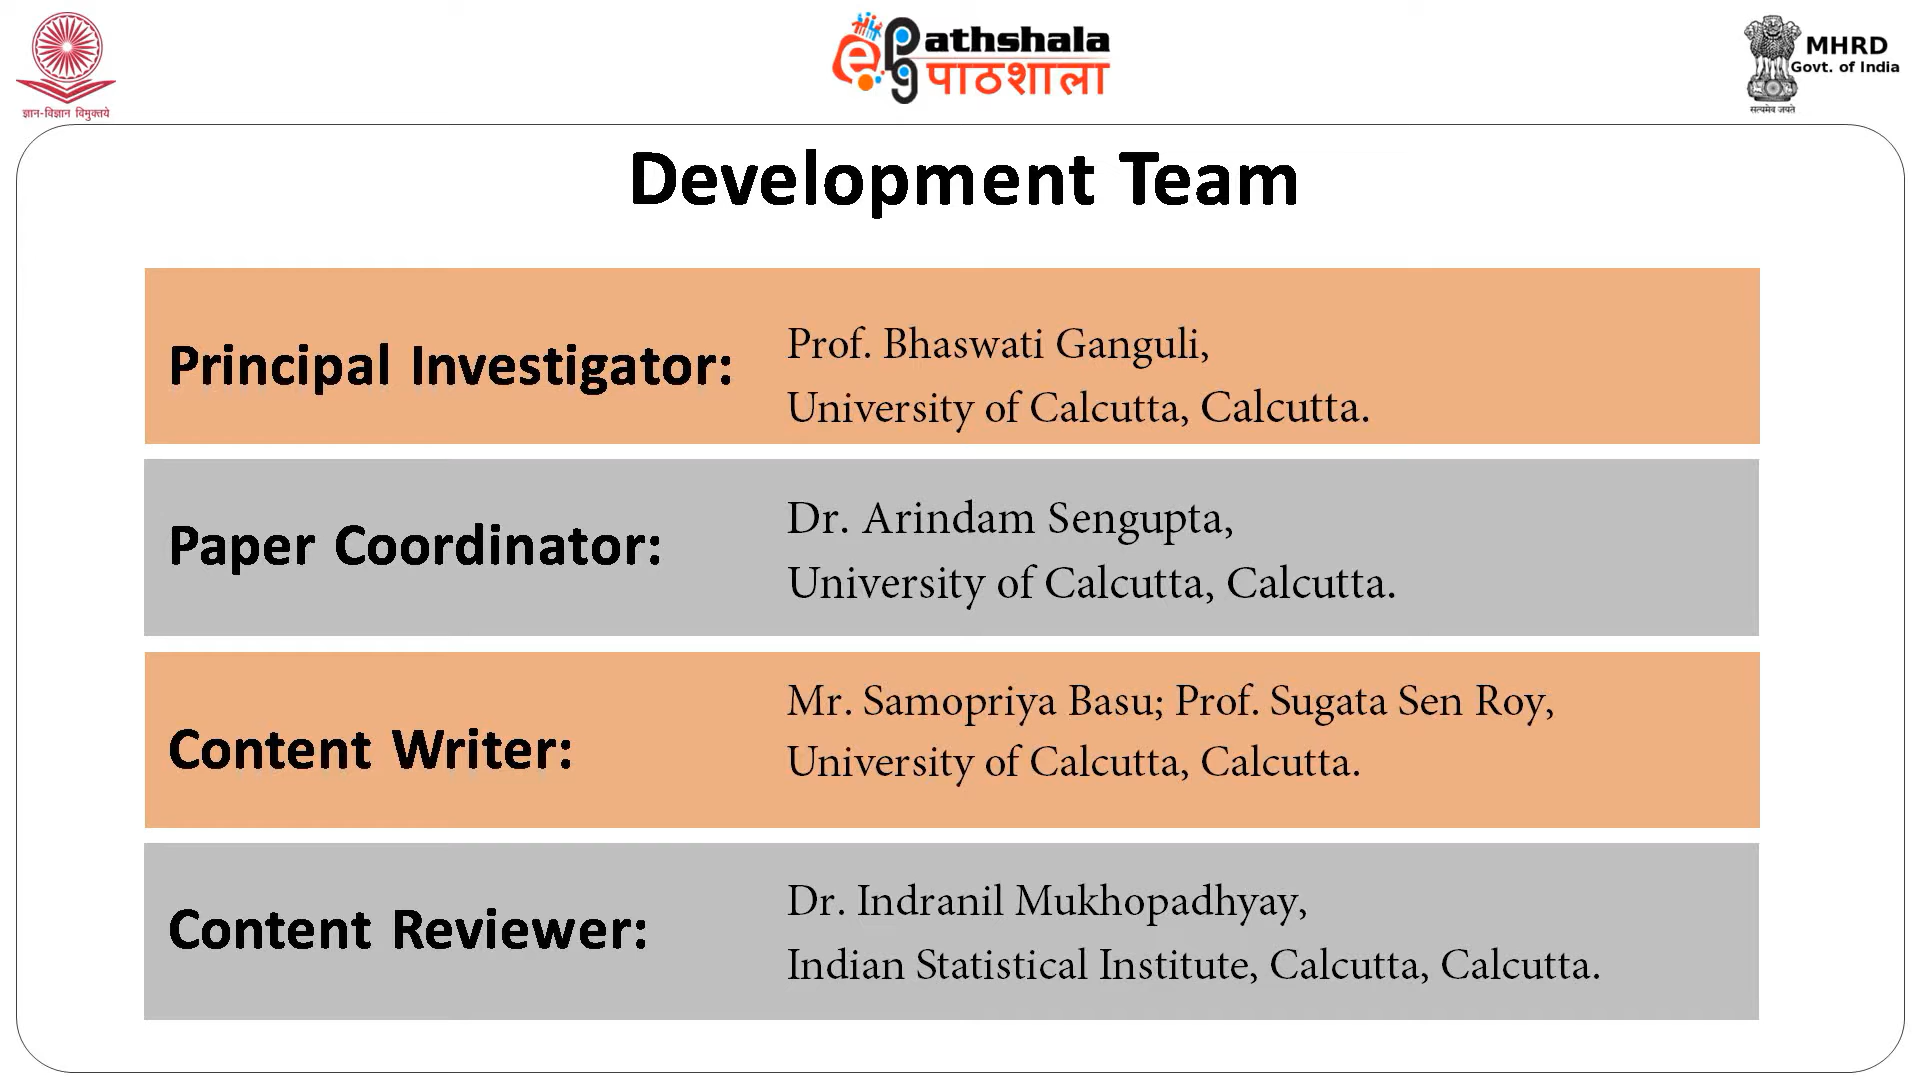 ज्ञान-विज्ञान विमुक्तये
ePG Pathshala
पाठशाला
MHRD
Govt. of India
सत्यमेव जयते
Development Team
Principal Investigator:
Prof. Bhaswati Ganguli,
University of Calcutta, Calcutta.
Paper Coordinator:
Dr. Arindam Sengupta,
University of Calcutta, Calcutta.
Content Writer:
Mr. Samopriya Basu; Prof. Sugata Sen Roy,
University of Calcutta, Calcutta.
Content Reviewer:
Dr. Indranil Mukhopadhyay,
Indian Statistical Institute, Calcutta, Calcutta.